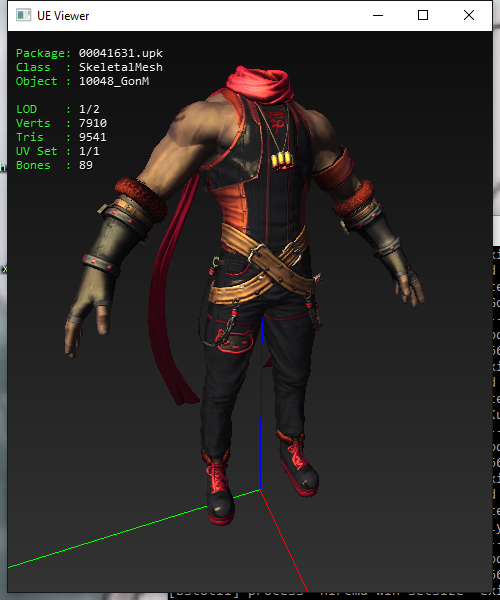 UE Viewer
Package: 00041631.upk
Class  : SkeletalMesh
Object : 10048_GonM
LOD    : 1/2
Verts  : 7910
Tris   : 9541
UV Set : 1/1
Bones  : 89